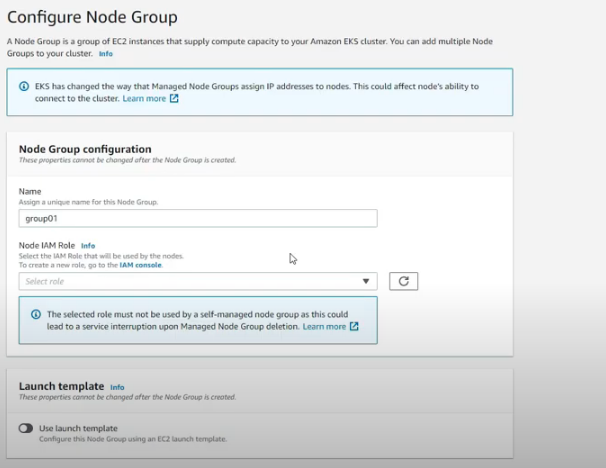 Configure Node Group
A Node Group is a group of EC2 instances that supply compute capacity to your Amazon EKS cluster. You can add multiple Node
Groups to your cluster. Info
EKS has changed the way that Managed Node Groups assign IP addresses to nodes. This could affect node's ability to
connect to the cluster. Learn more
Node Group configuration
These properties cannot be changed after the Node Group is created.
Name
Assign a unique name for this Node Group.
group01
Node IAM Role Info
Select the IAM Role that will be used by the nodes.
To create a new role, go to the IAM console.
Select role
The selected role must not be used by a self-managed node group as this could
lead to a service interruption upon Managed Node Group deletion. Learn more
Launch template Info
These properties cannot be changed after the Node Group is created.
Use launch template
Configure this Node Group using an EC2 launch template.